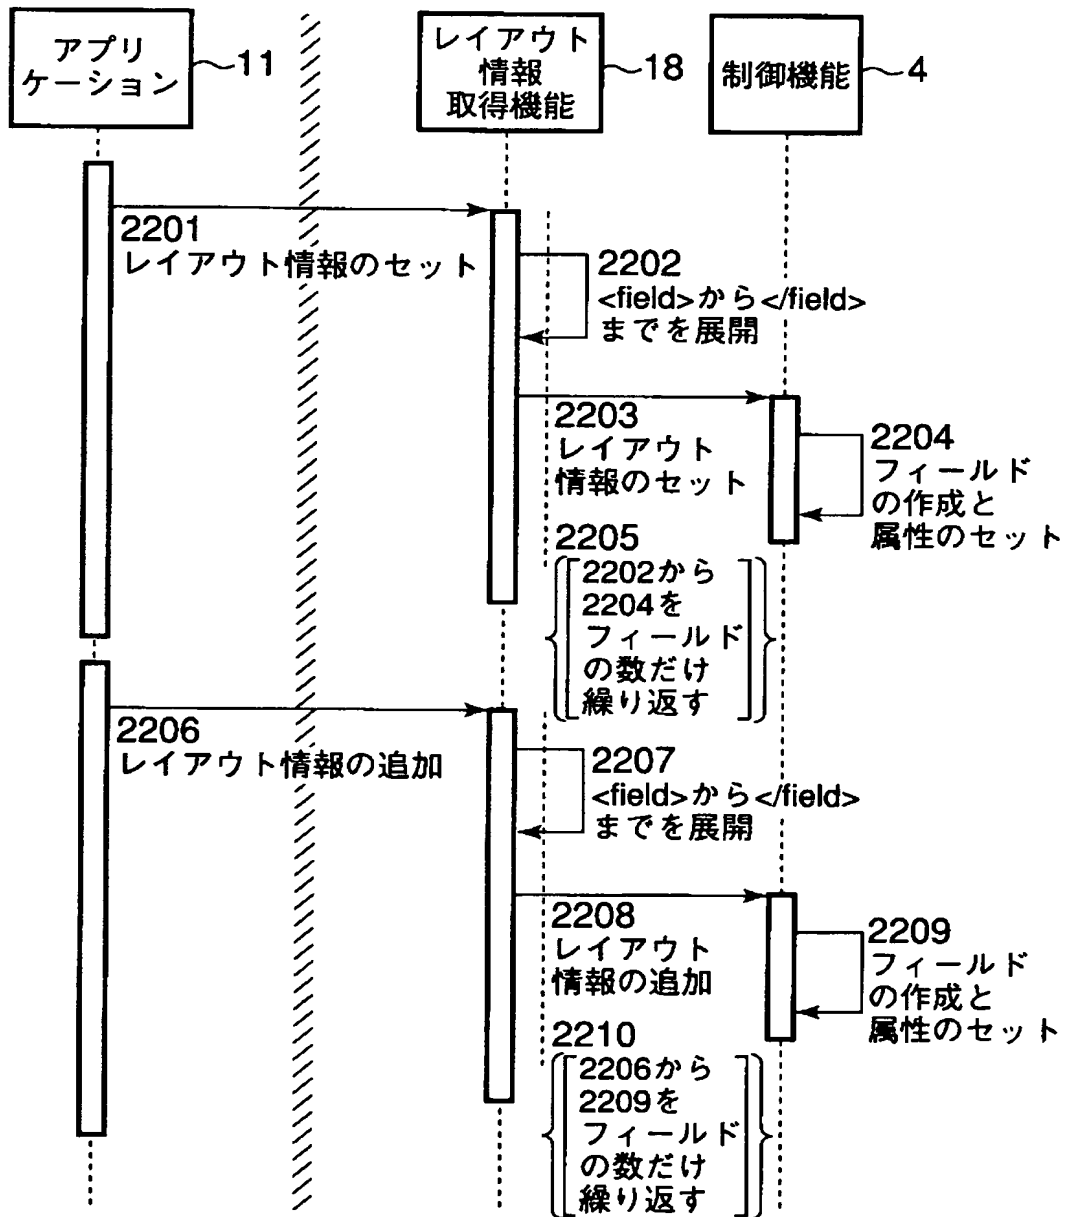 アプリ
ケーション
11
レイアウト
情報
取得機能
18
制御機能
4
2201
レイアウト情報のセット
2202
<field>から</field>
までを展開
2203
レイアウト
情報のセット
2204
フィールド
の作成と
属性のセット
2205
2202から
2204を
フィールド
の数だけ
繰り返す
2206
レイアウト情報の追加
2207
<field>から</field>
までを展開
2208
レイアウト
情報の追加
2209
フィールド
の作成と
属性のセット
2210
2206から
2209を
フィールド
の数だけ
繰り返す